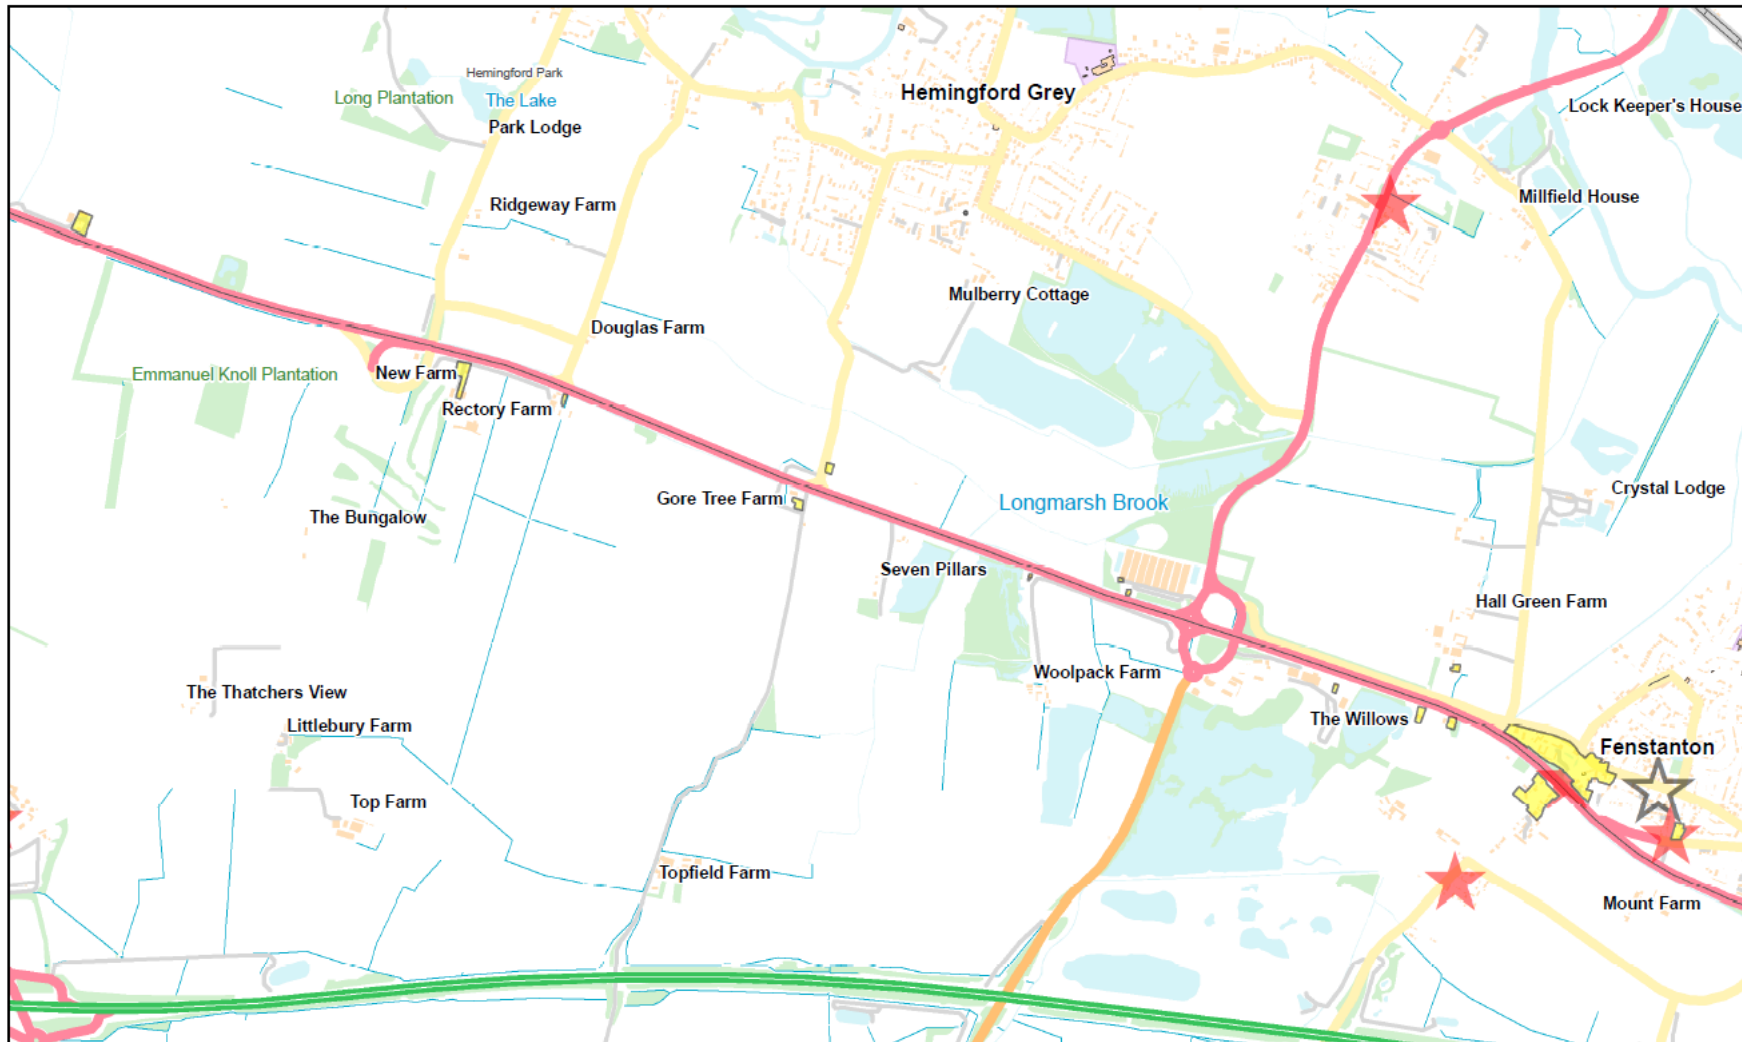 Hemingford Park
Long Plantation
The Lake
Park Lodge
Hemingford Grey
Lock Keeper's House
Ridgeway Farm
Millfield House
Mulberry Cottage
Douglas Farm
Emmanuel Knoll Plantation
New Farm
Rectory Farm
Gore Tree Farm
Longmarsh Brook
Crystal Lodge
The Bungalow
Seven Pillars
Hall Green Farm
Woolpack Farm
The Thatchers View
Littlebury Farm
The Willows
Fenstanton
Top Farm
Topfield Farm
Mount Farm